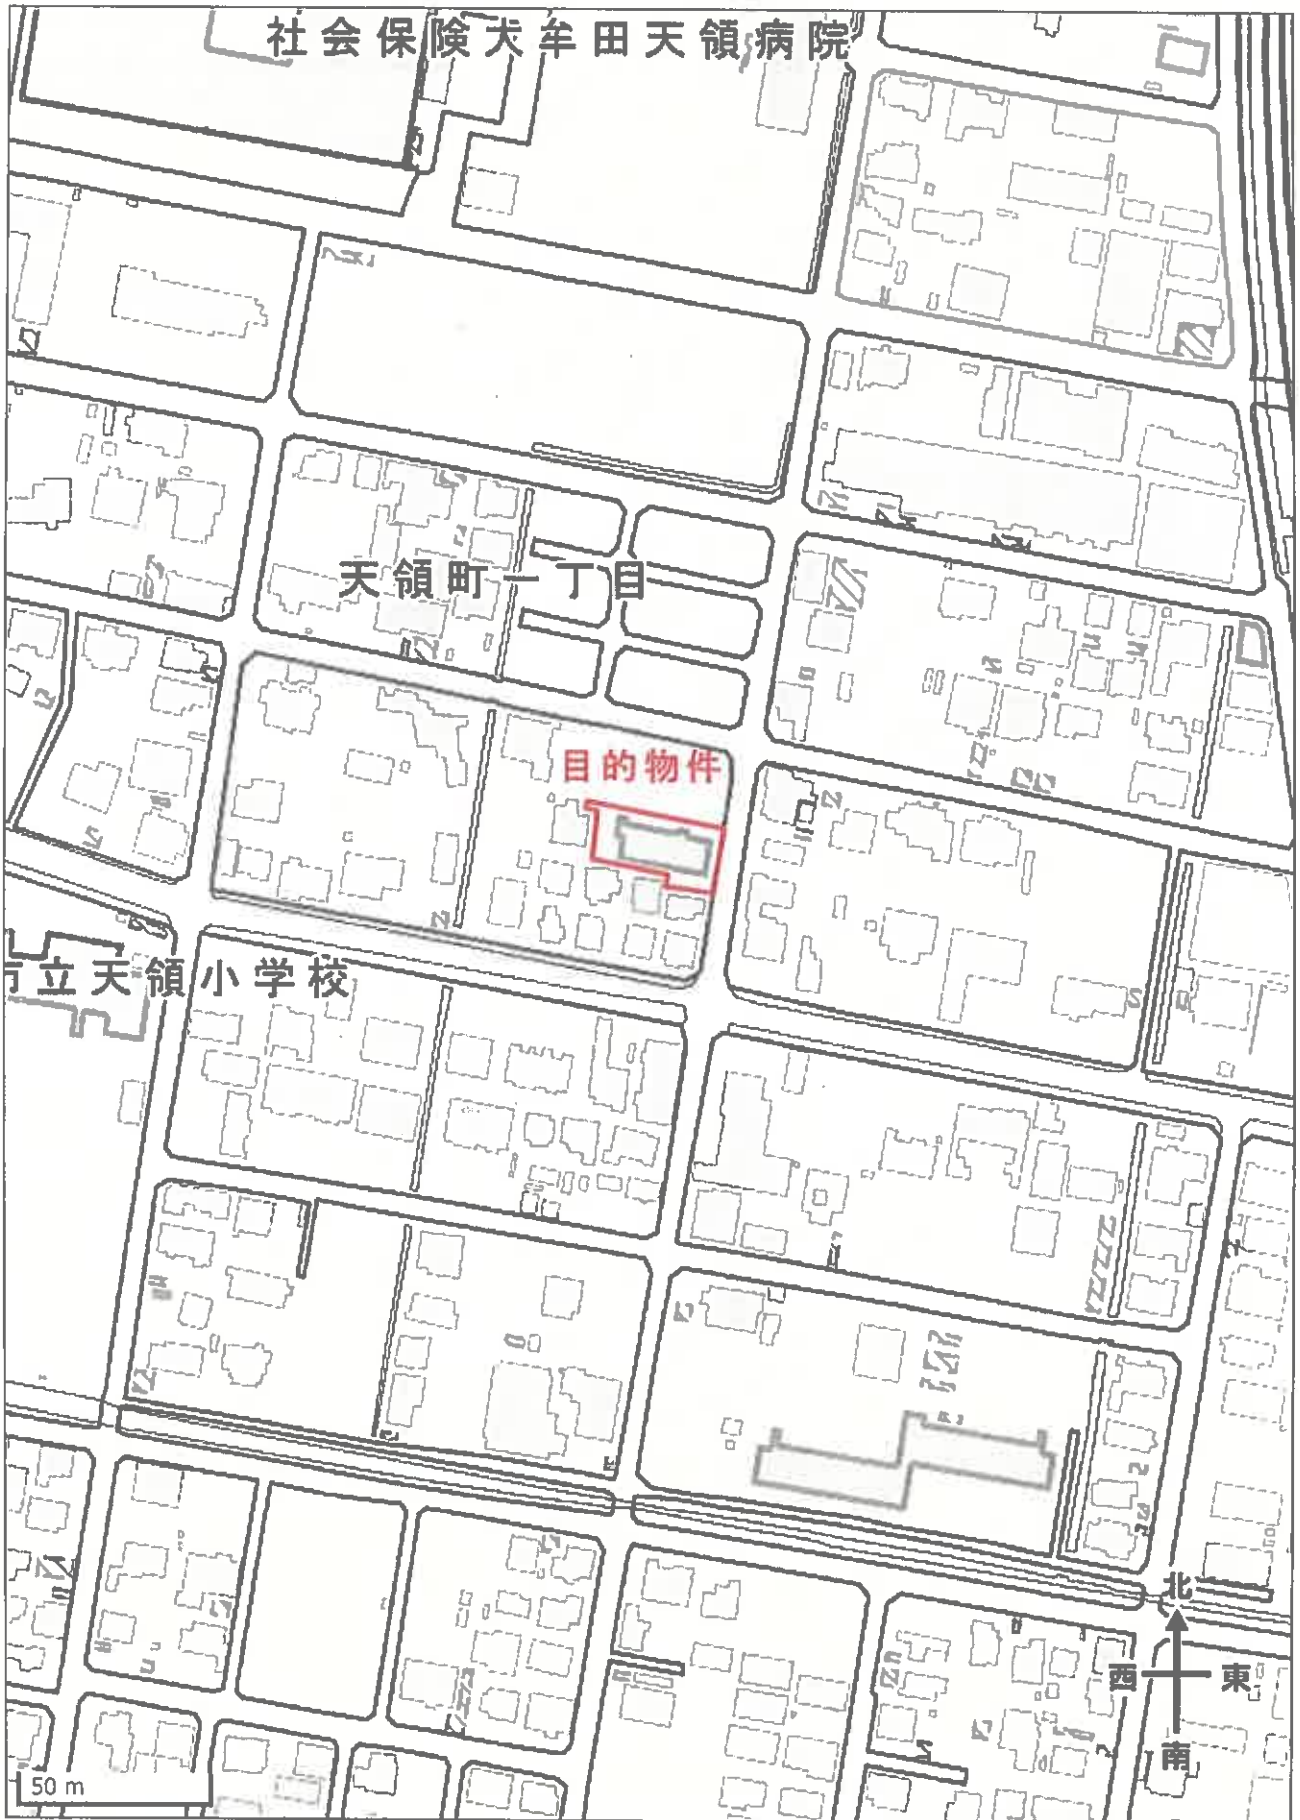 社会保険大牟田天領病院
天領町一丁目
目的物件
市立天領小学校
北
西
東
南
50 m